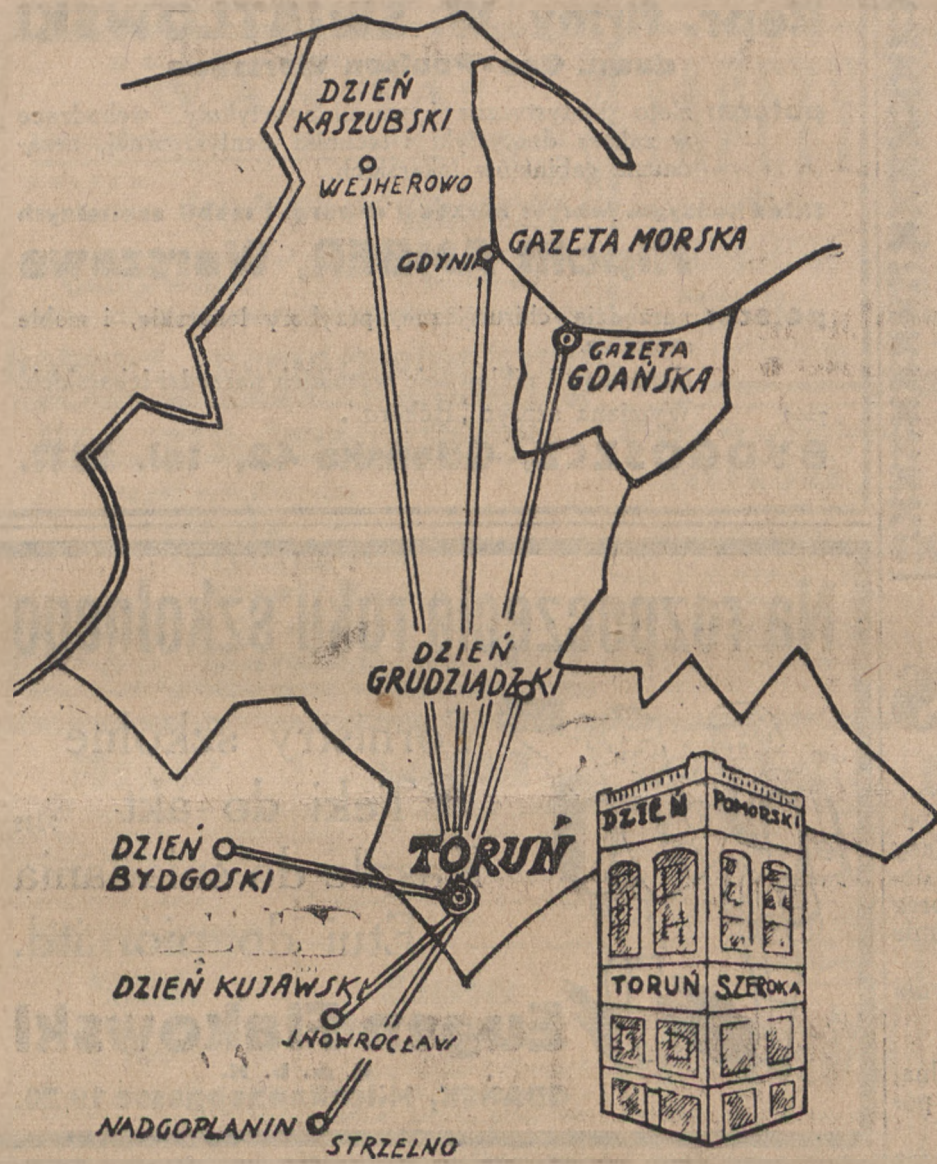 DZIEŃ
KASZUBSKI
WEJHEROWO
GAZETA MORSKA
GDYNIA
GAZETA
GDAŃSKA
DZIEŃ
GRUDZIĄDZKI
TORUŃ
DZIEŃ
BYDGOSKI
DZIEŃ KUJAWSKI
JNOWROCŁAW
NADGOPLANIN
STRZELNO
DZIEŃ POMORSKI
TORUŃ SZEROKA